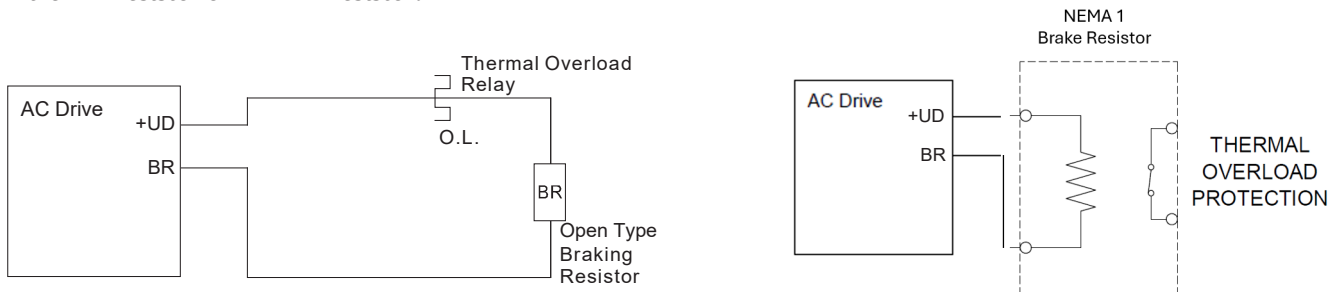 AC Drive
+UD
BR
Thermal Overload
Relay
O.L.
BR
Open Type
Braking
Resistor
NEMA 1
Brake Resistor
AC Drive
+UD
BR
THERMAL
OVERLOAD
PROTECTION